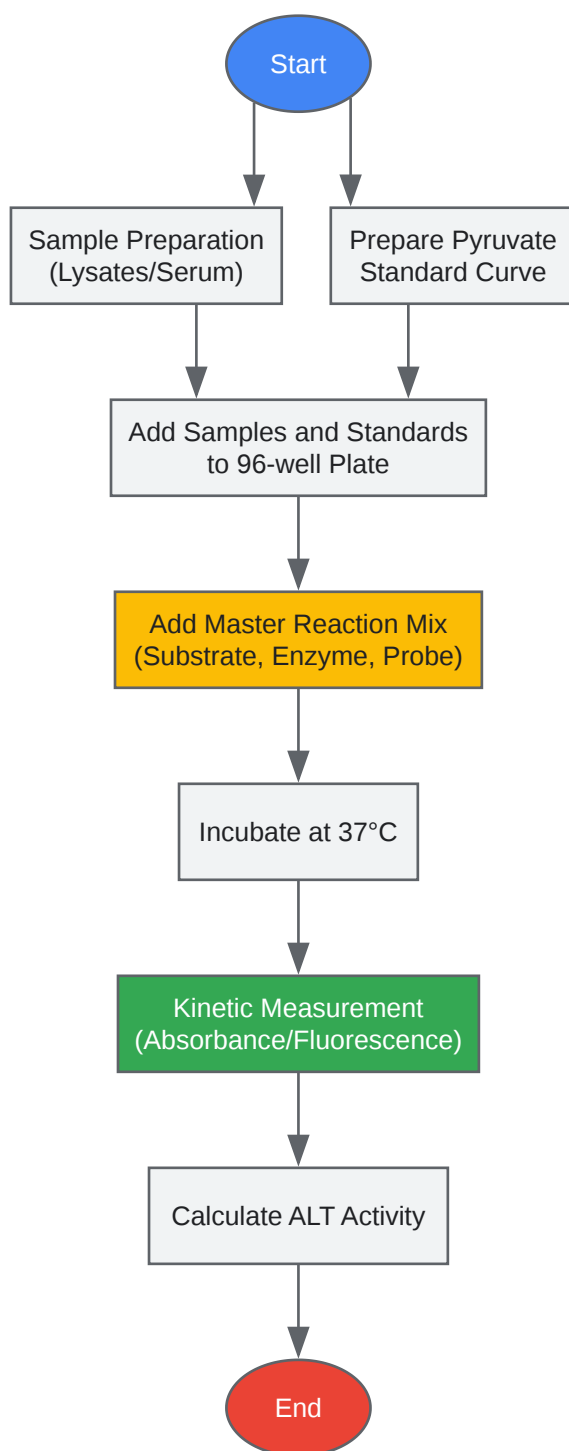 Start
Sample Preparation
(Lysates/Serum)
Prepare Pyruvate
Standard Curve
Add Samples and Standards
to 96-well Plate
Add Master Reaction Mix
(Substrate, Enzyme, Probe)
Incubate at 37°C
Kinetic Measurement
(Absorbance/Fluorescence)
Calculate ALT Activity
End